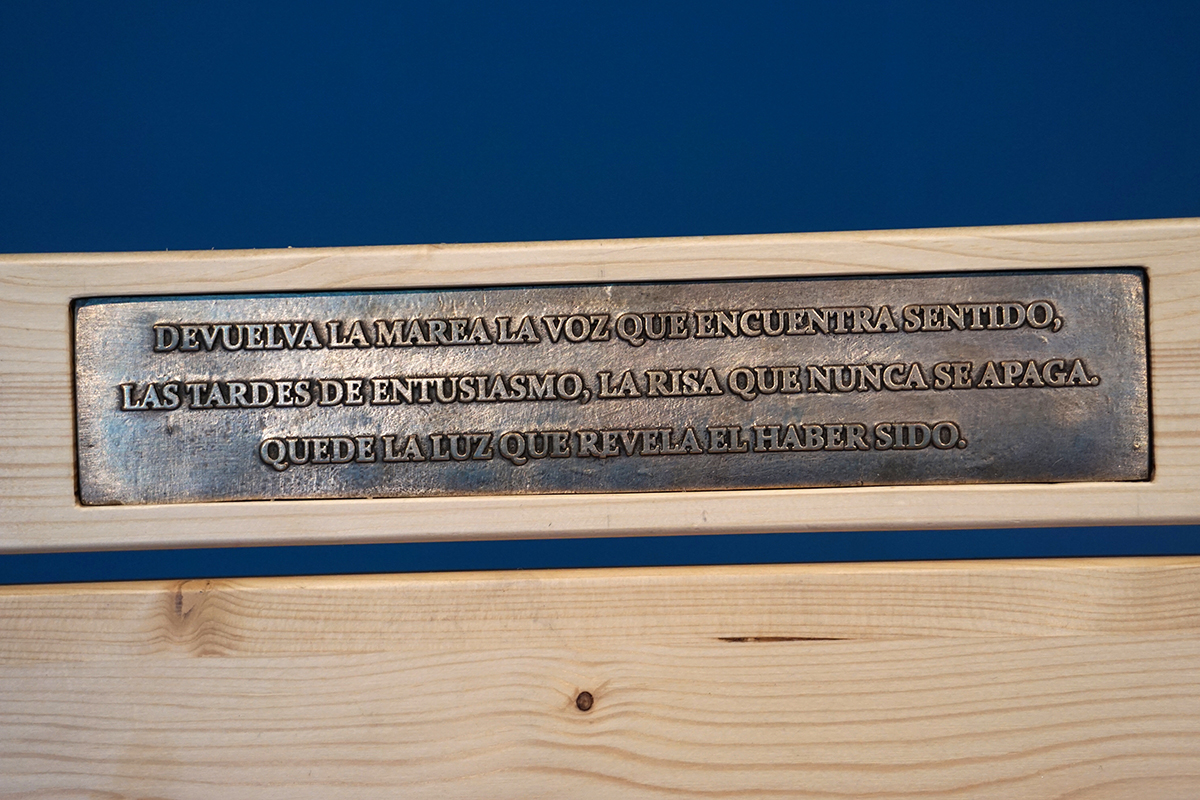 DEVUELVA LA MAREA LA VOZ QUE ENCUENTRA SENTIDO,
LAS TARDES DE ENTUSIASMO, LA RISA QUE NUNCA SE APAGA.
QUEDE LA LUZ QUE REVELA EL HABER SIDO.